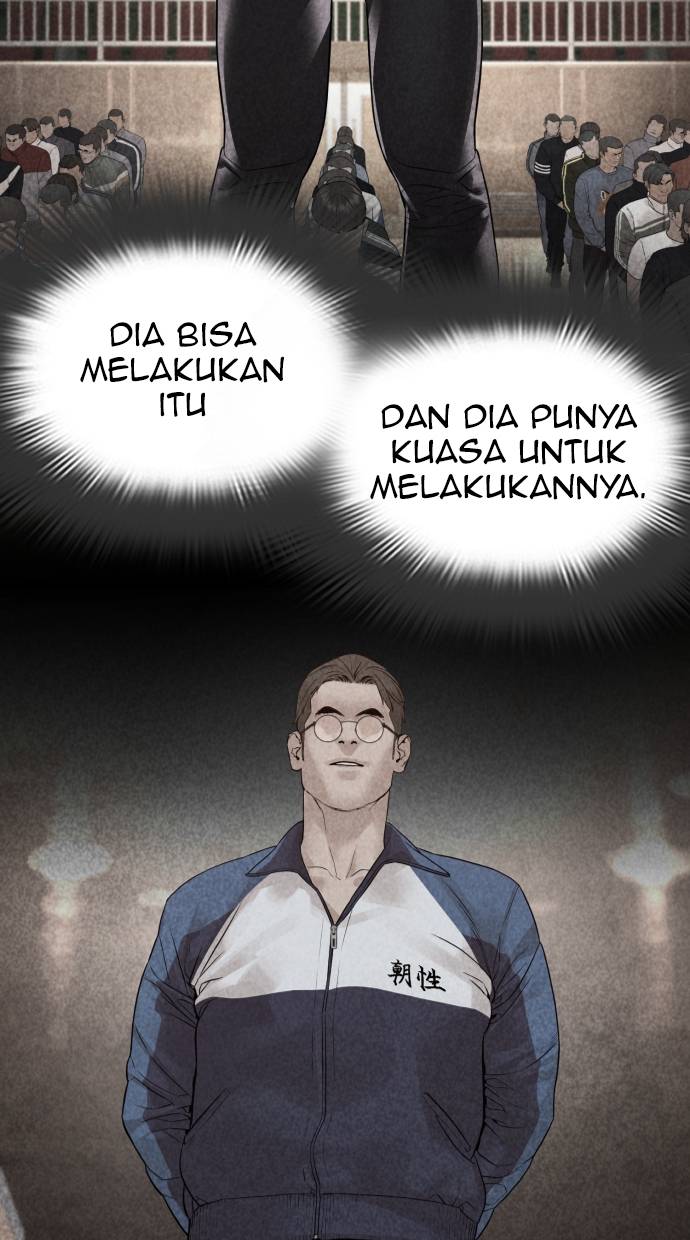 DIA BISA
MELAKUKAN
ITU
DAN DIA PUNYA
KUASA UNTUK
MELAKUKANNYA.
朝性